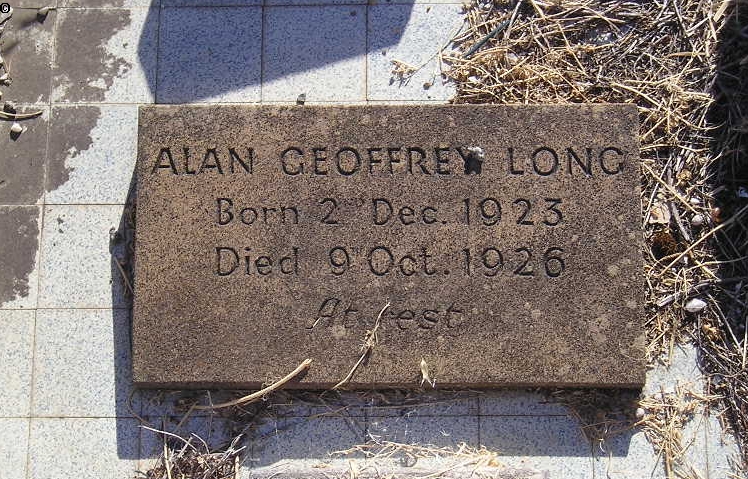 ALAN GEOFFREY LONG
Born 2 Dec. 1923
Died 9 Oct. 1926
At rest